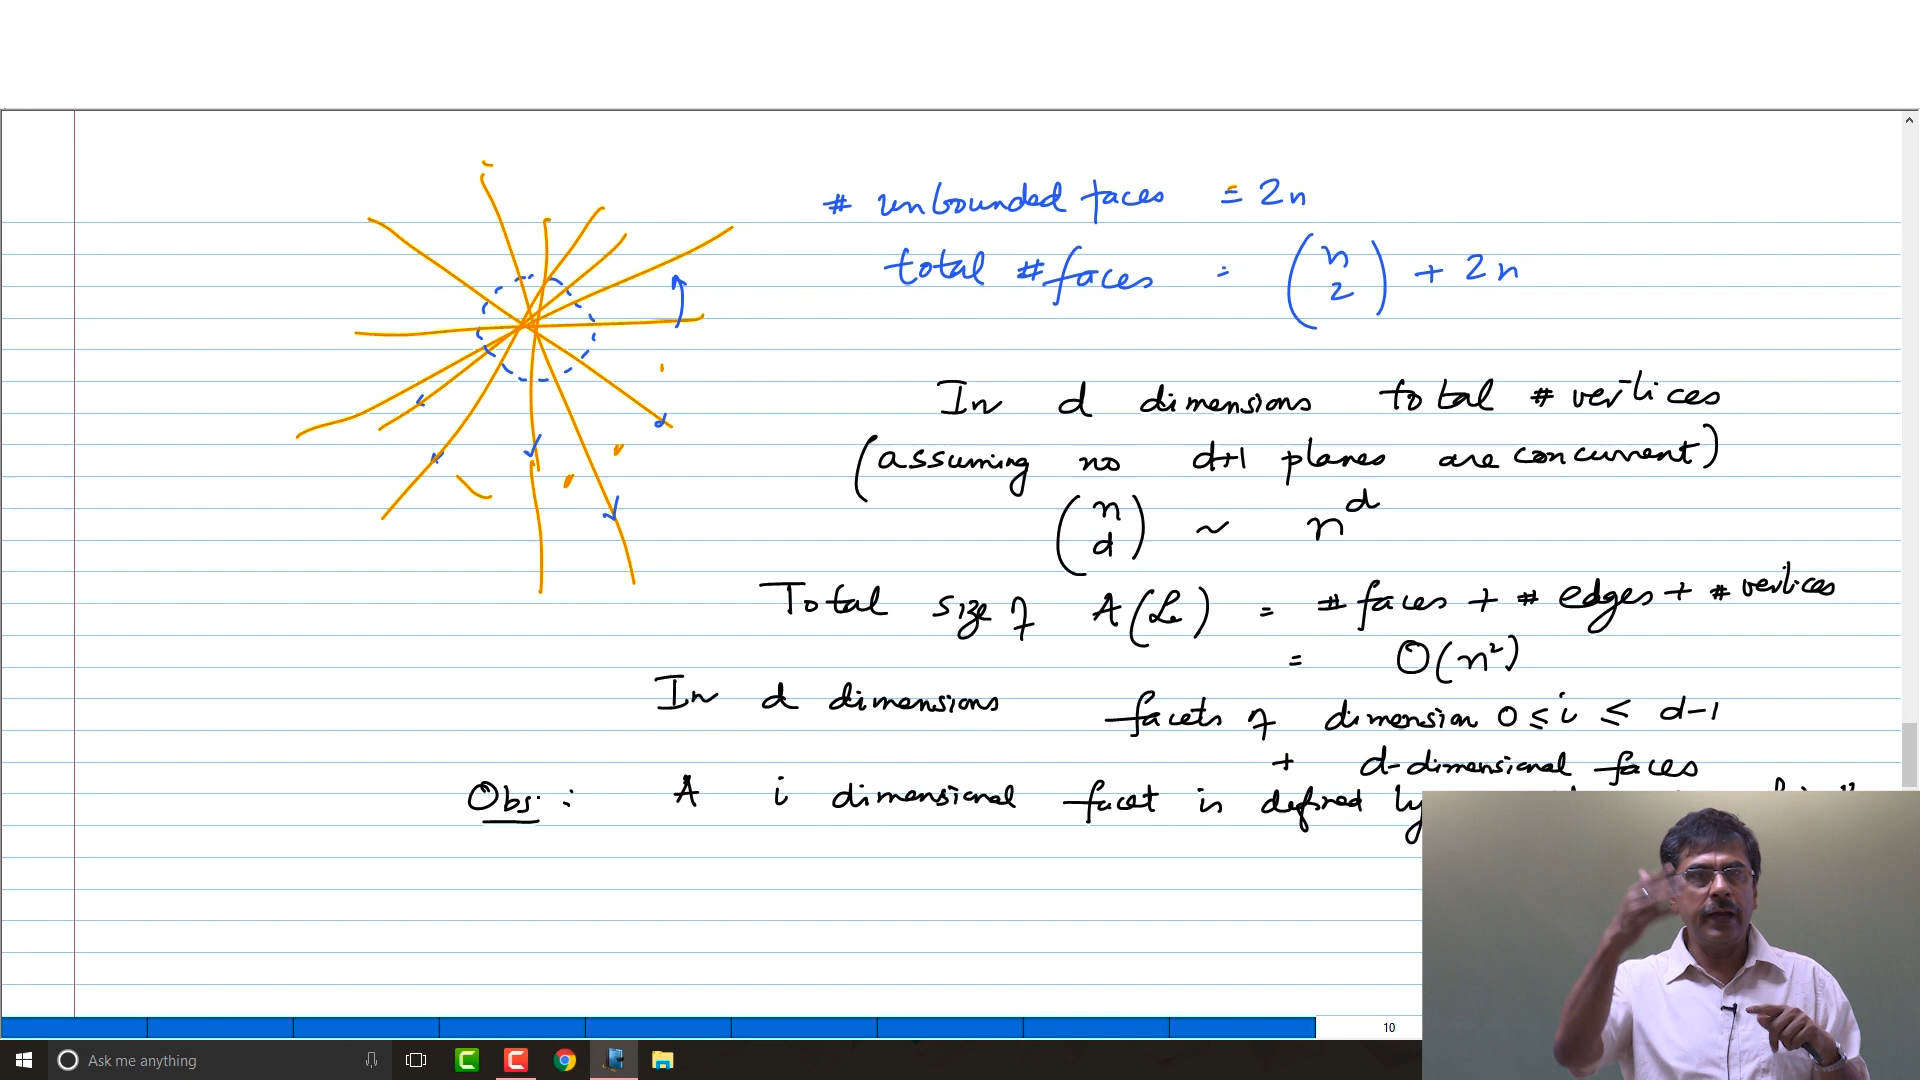 # unbounded faces = 2n
total # faces = (n 2) + 2n
In d dimensions total # vertices
(assuming no d+1 planes are concurrent)
(n d) ~ n^d
Total size of A(L) = # faces + # edges + # vertices
= O(n²)
In d dimensions facets of dimension 0 ≤ i ≤ d-1
+ d-dimensional faces
Obs: A i dimensional facet is defined by
10
Ask me anything